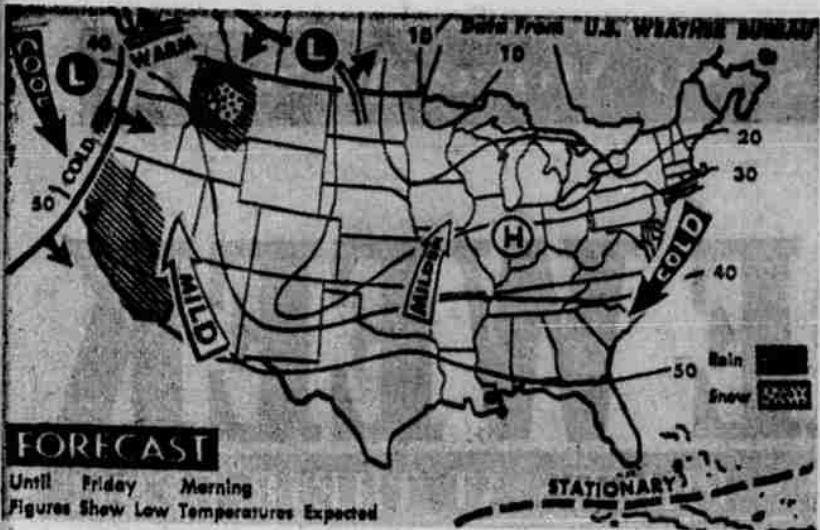 Data From U.S. WEATHER BUREAU
COOL
L
40
WARM
L
15
10
20
30
COLD
50
H
MILDER
MILD
COLD
40
50
Rain
Snow
FORECAST
Until Friday Morning
Figures Show Low Temperatures Expected
STATIONARY